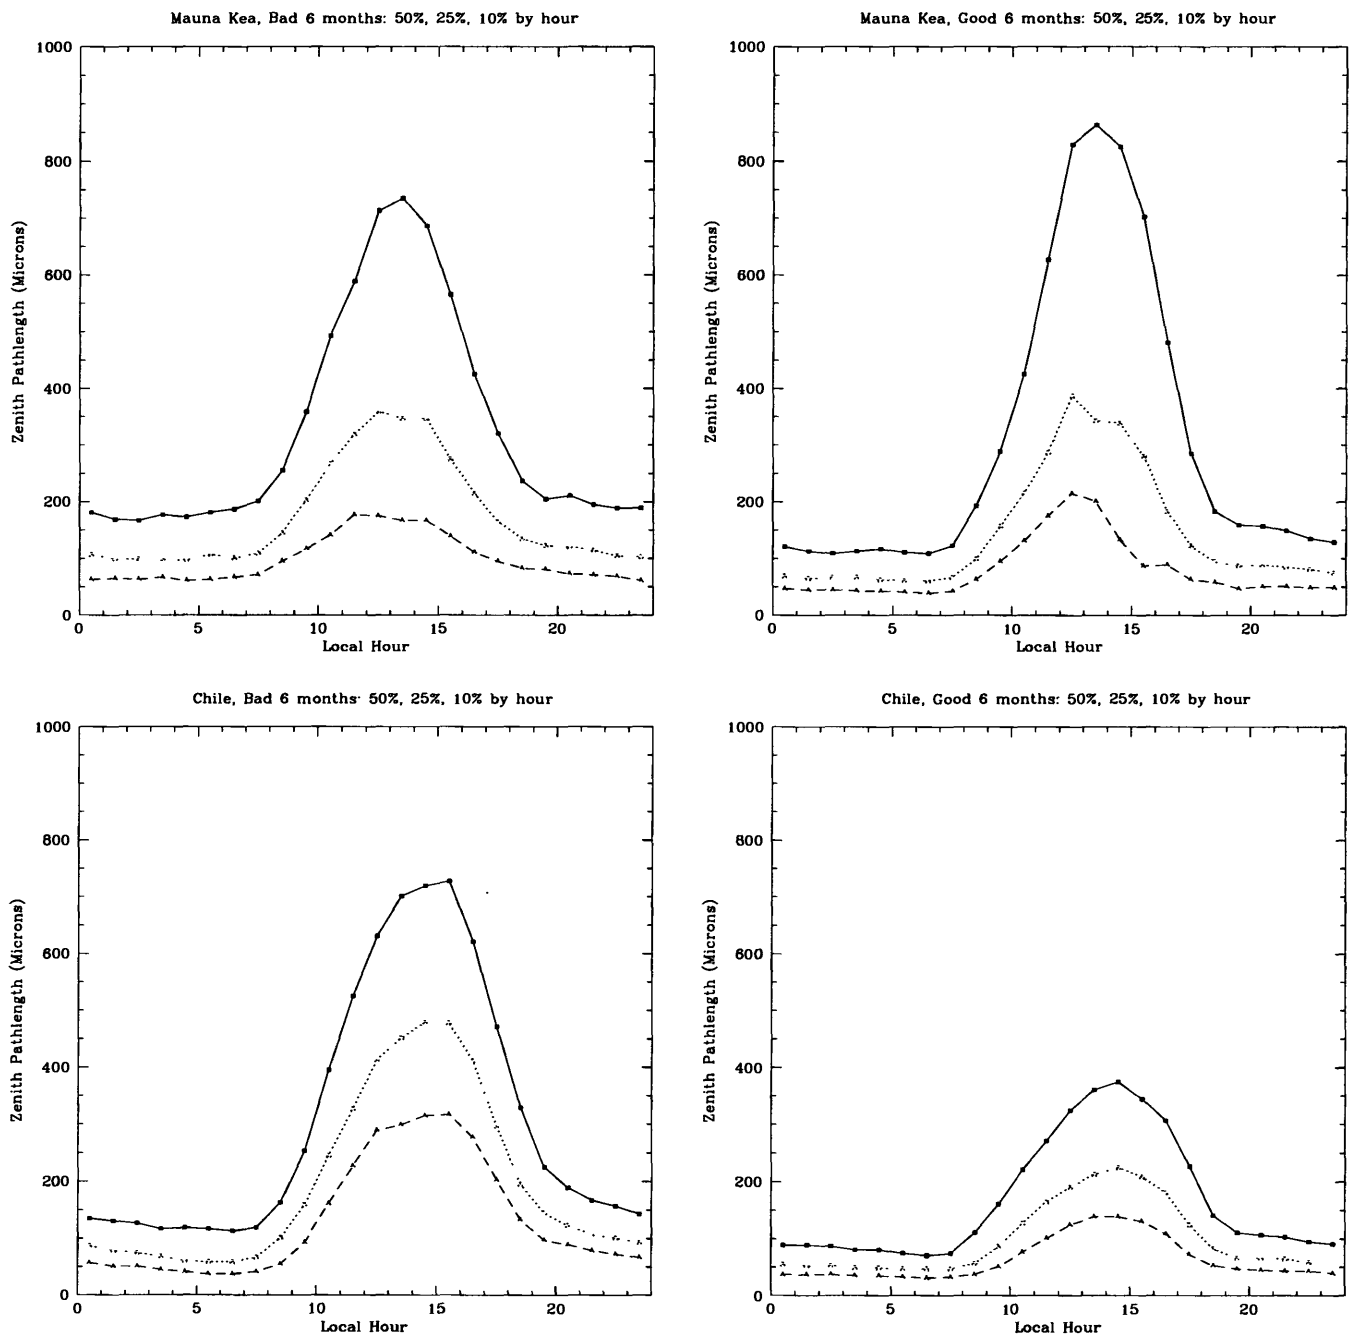 Mauna Kea, Bad 6 months: 50%, 25%, 10% by hour
1000
800
600
400
200
0
Zenith Pathlength (Microns)
0 5 10 15 20
Local Hour
Mauna Kea, Good 6 months: 50%, 25%, 10% by hour
1000
800
600
400
200
0
Zenith Pathlength (Microns)
0 5 10 15 20
Local Hour
Chile, Bad 6 months: 50%, 25%, 10% by hour
1000
800
600
400
200
0
Zenith Pathlength (Microns)
0 5 10 15 20
Local Hour
Chile, Good 6 months: 50%, 25%, 10% by hour
1000
800
600
400
200
0
Zenith Pathlength (Microns)
0 5 10 15 20
Local Hour